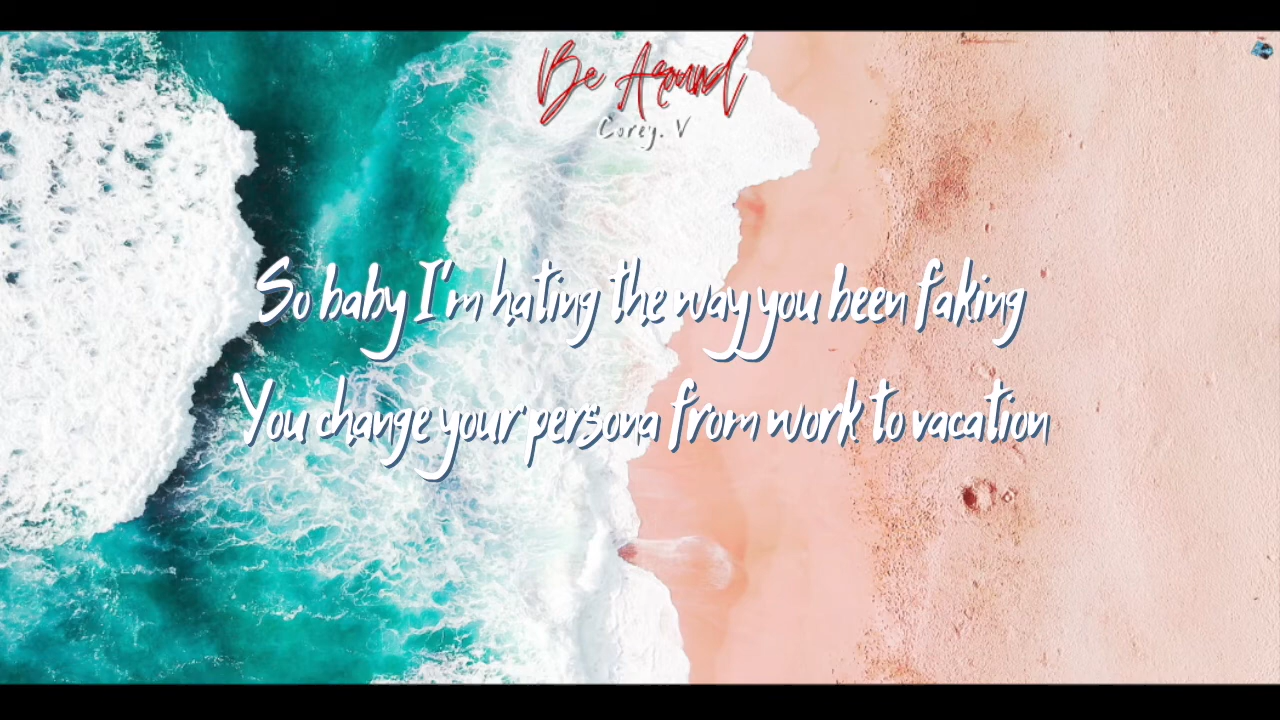 Be Around
Corey. V
So baby I'm hating the way you been faking
You change your persona from work to vacation